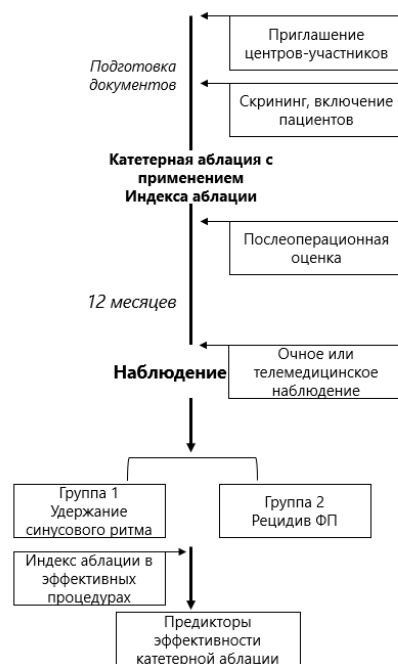 Приглашение
центров-участников
Подготовка
документов
Скрининг, включение
пациентов
Катетерная аблация с
применением
Индекса аблации
Послеоперационная
оценка
12 месяцев
Наблюдение
Очное или
телемедицинское
наблюдение
Группа 1
Удержание
синусового ритма
Группа 2
Рецидив ФП
Индекс аблации в
эффективных
процедурах
Предикторы
эффективности
катетерной аблации